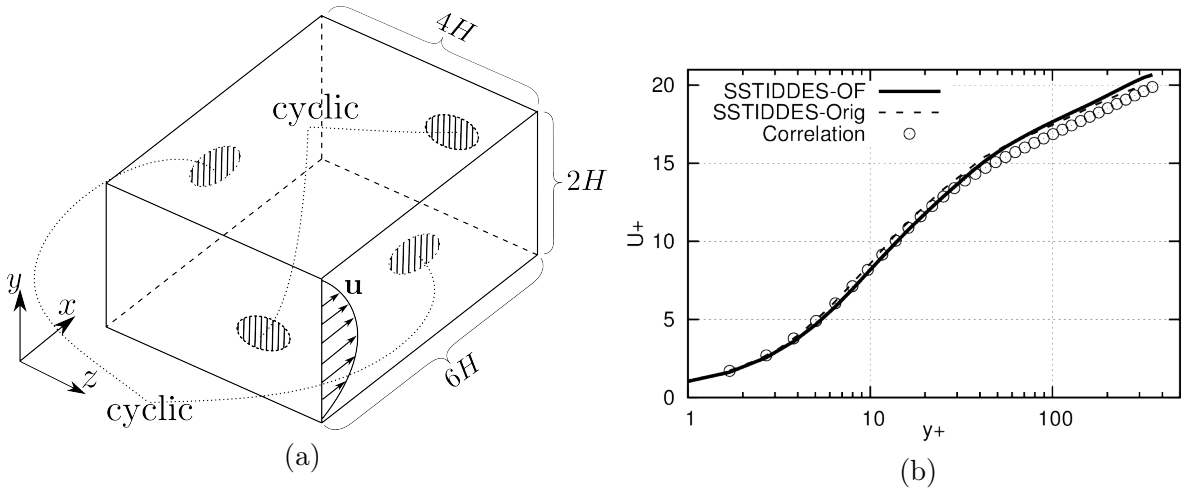 4H
cyclic
2H
u
y
x
z
6H
cyclic
(a)
SSTIDDES-OF
SSTIDDES-Orig
Correlation
20
15
10
5
0
U+
1 10 100
y+
(b)